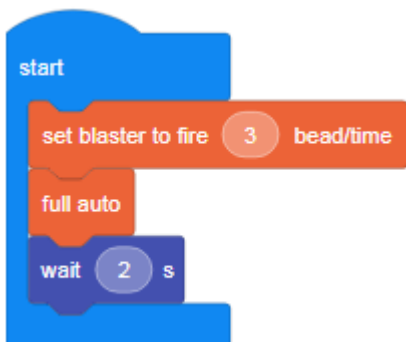 start
set blaster to fire 3 bead/time
full auto
wait 2 s